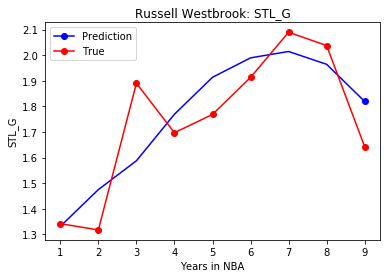 Russell Westbrook: STL_G
Prediction
True
2.1
2.0
1.9
1.8
1.7
1.6
1.5
1.4
1.3
STL_G
1 2 3 4 5 6 7 8 9
Years in NBA